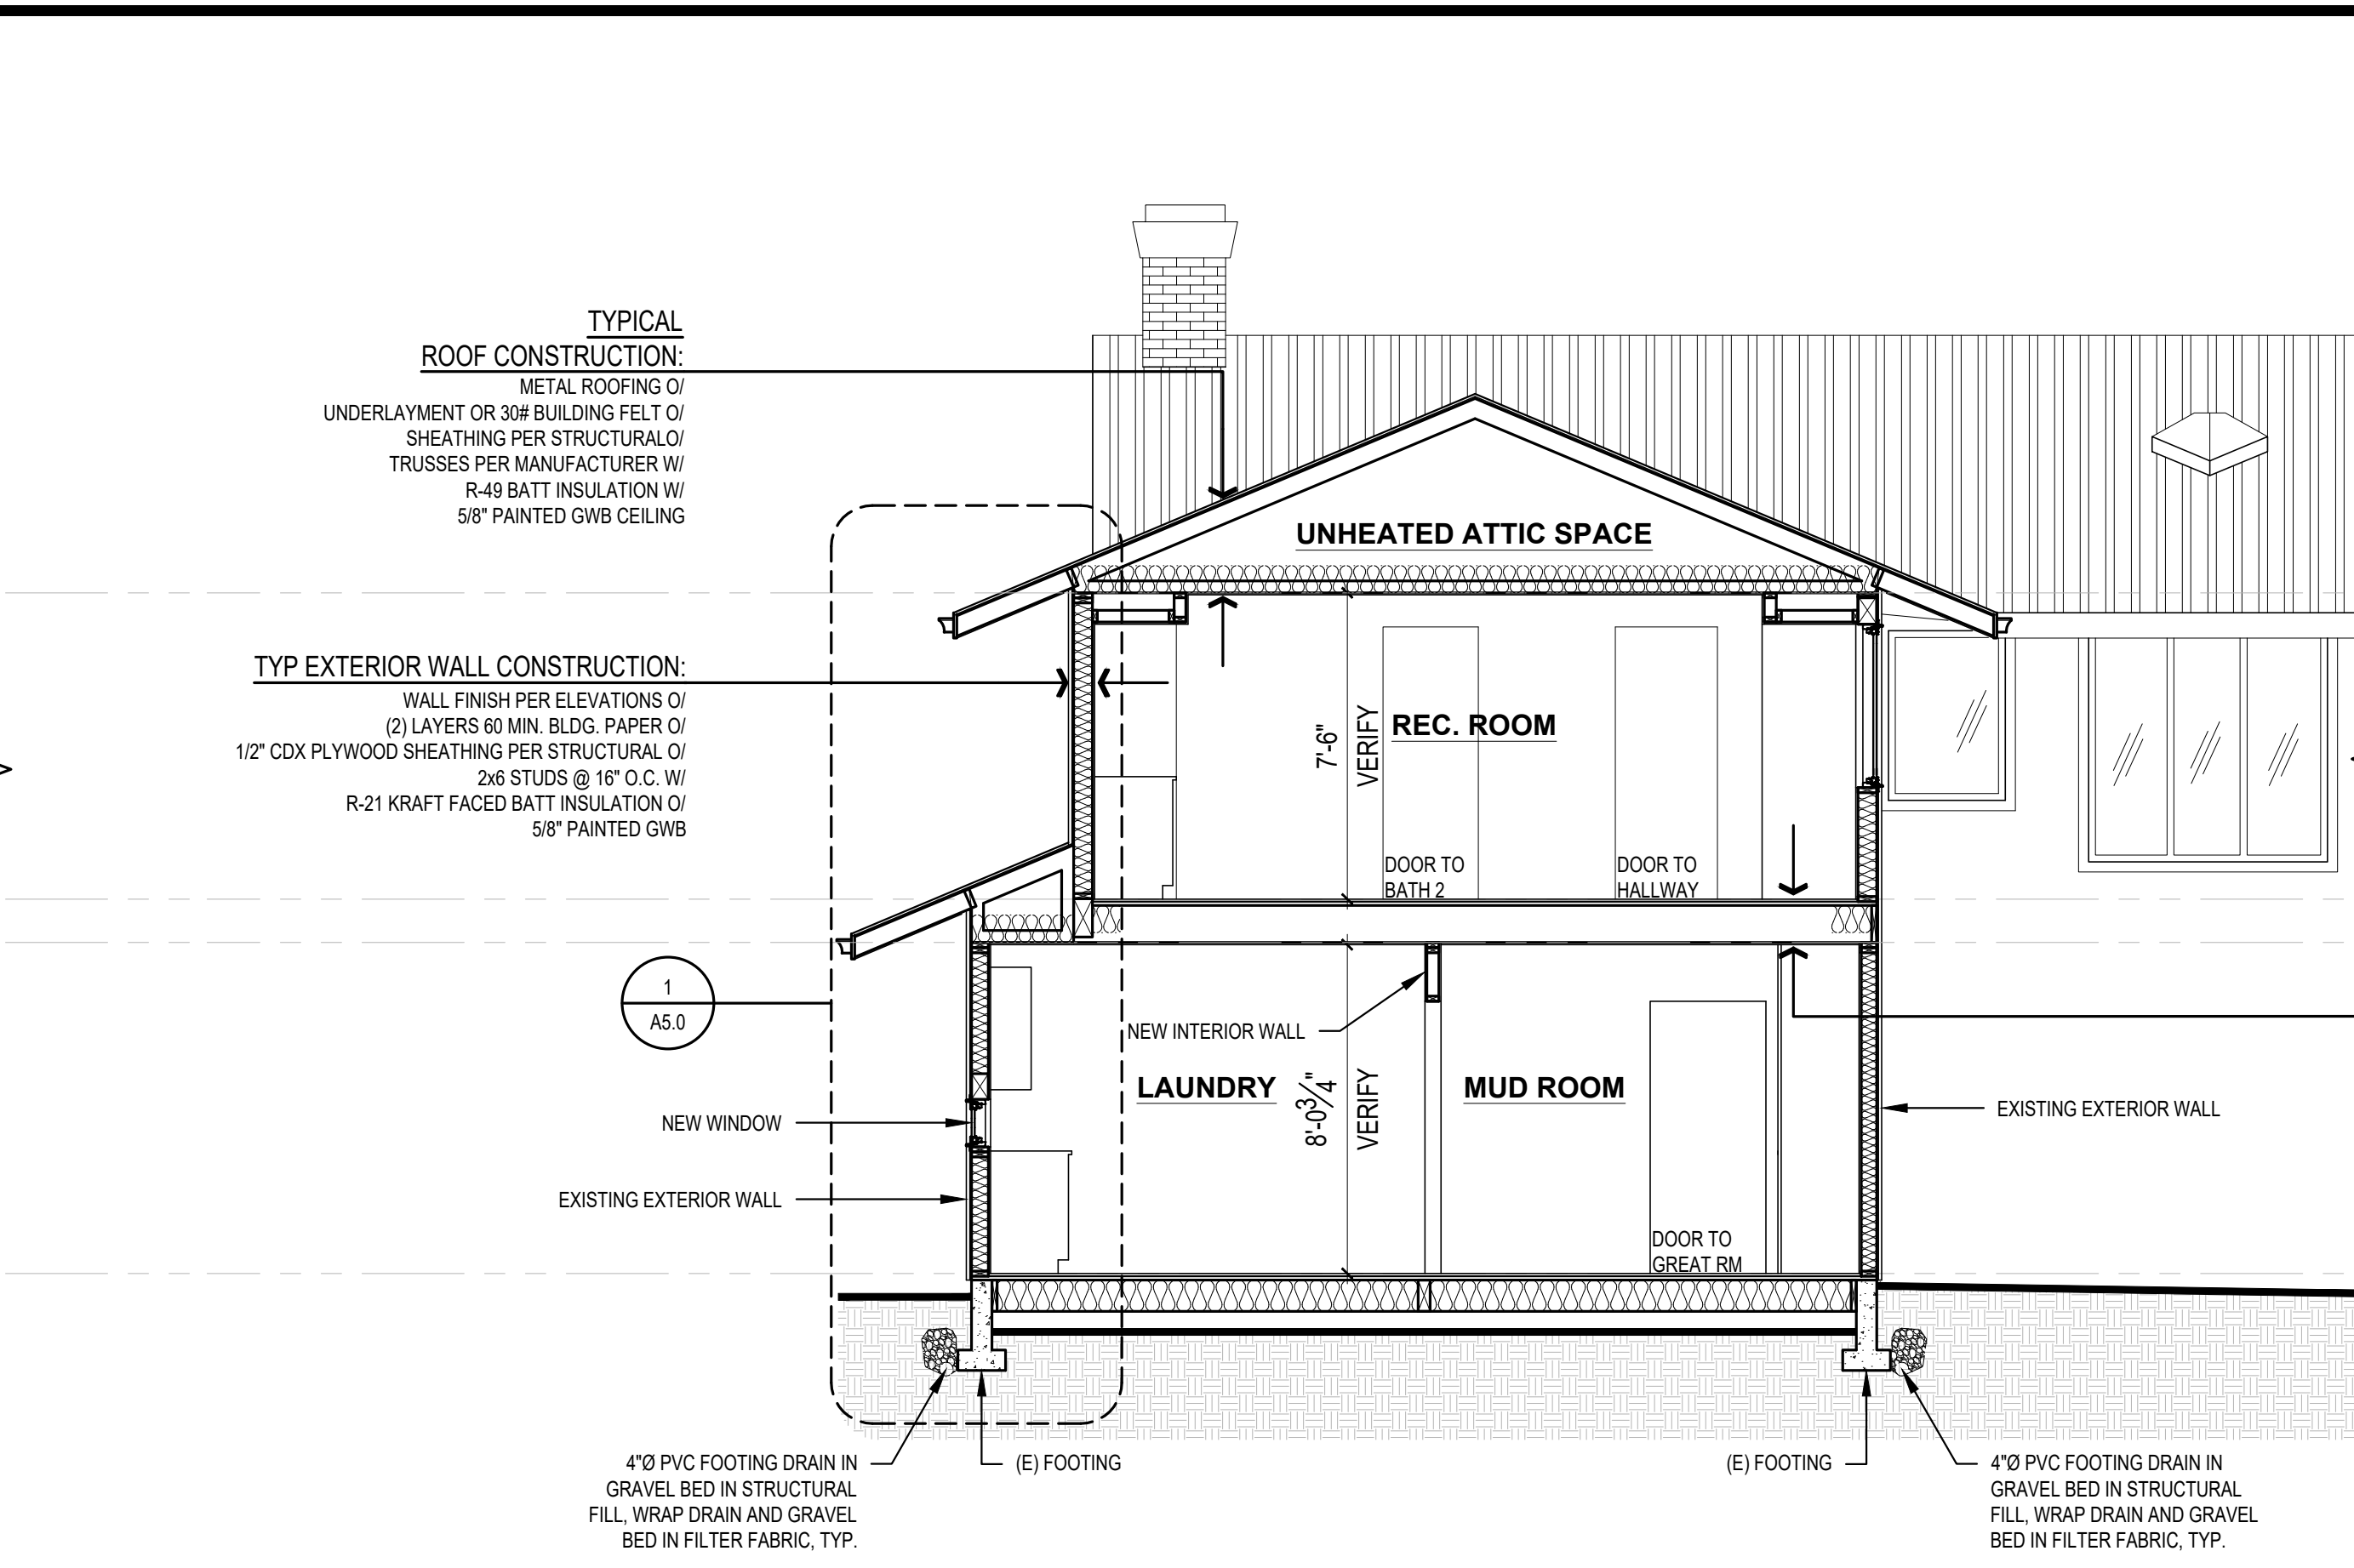 TYPICAL
ROOF CONSTRUCTION:
METAL ROOFING O/
UNDERLAYMENT OR 30# BUILDING FELT O/
SHEATHING PER STRUCTURALO/
TRUSSES PER MANUFACTURER W/
R-49 BATT INSULATION W/
5/8" PAINTED GWB CEILING
UNHEATED ATTIC SPACE
TYP EXTERIOR WALL CONSTRUCTION:
WALL FINISH PER ELEVATIONS O/
(2) LAYERS 60 MIN. BLDG. PAPER O/
1/2" CDX PLYWOOD SHEATHING PER STRUCTURAL O/
2x6 STUDS @ 16" O.C. W/
R-21 KRAFT FACED BATT INSULATION O/
5/8" PAINTED GWB
7'-6"
VERIFY
REC. ROOM
DOOR TO
BATH 2
DOOR TO
HALLWAY
1
A5.0
NEW INTERIOR WALL
LAUNDRY
8'-0 3/4"
VERIFY
MUD ROOM
NEW WINDOW
EXISTING EXTERIOR WALL
EXISTING EXTERIOR WALL
DOOR TO
GREAT RM
4"Ø PVC FOOTING DRAIN IN
GRAVEL BED IN STRUCTURAL
FILL, WRAP DRAIN AND GRAVEL
BED IN FILTER FABRIC, TYP.
(E) FOOTING
(E) FOOTING
4"Ø PVC FOOTING DRAIN IN
GRAVEL BED IN STRUCTURAL
FILL, WRAP DRAIN AND GRAVEL
BED IN FILTER FABRIC, TYP.